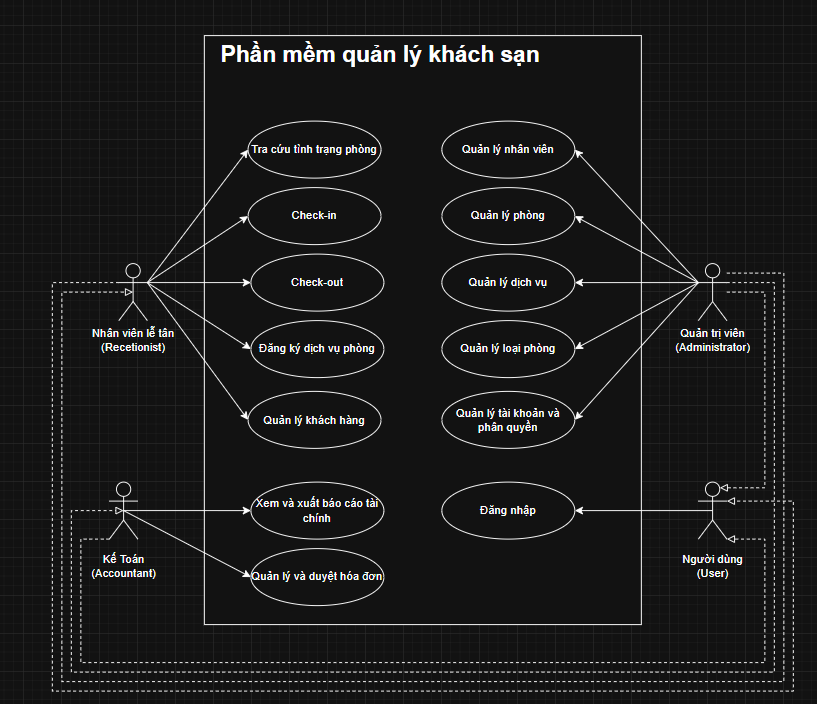 Phần mềm quản lý khách sạn
Tra cứu tình trạng phòng
Quản lý nhân viên
Check-in
Quản lý phòng
Check-out
Quản lý dịch vụ
Nhân viên lễ tân
(Recetionist)
Đăng ký dịch vụ phòng
Quản lý loại phòng
Quản trị viên
(Administrator)
Quản lý khách hàng
Quản lý tài khoản và
phân quyền
Xem và xuất báo cáo tài
chính
Đăng nhập
Kế Toán
(Accountant)
Quản lý và duyệt hóa đơn
Người dùng
(User)